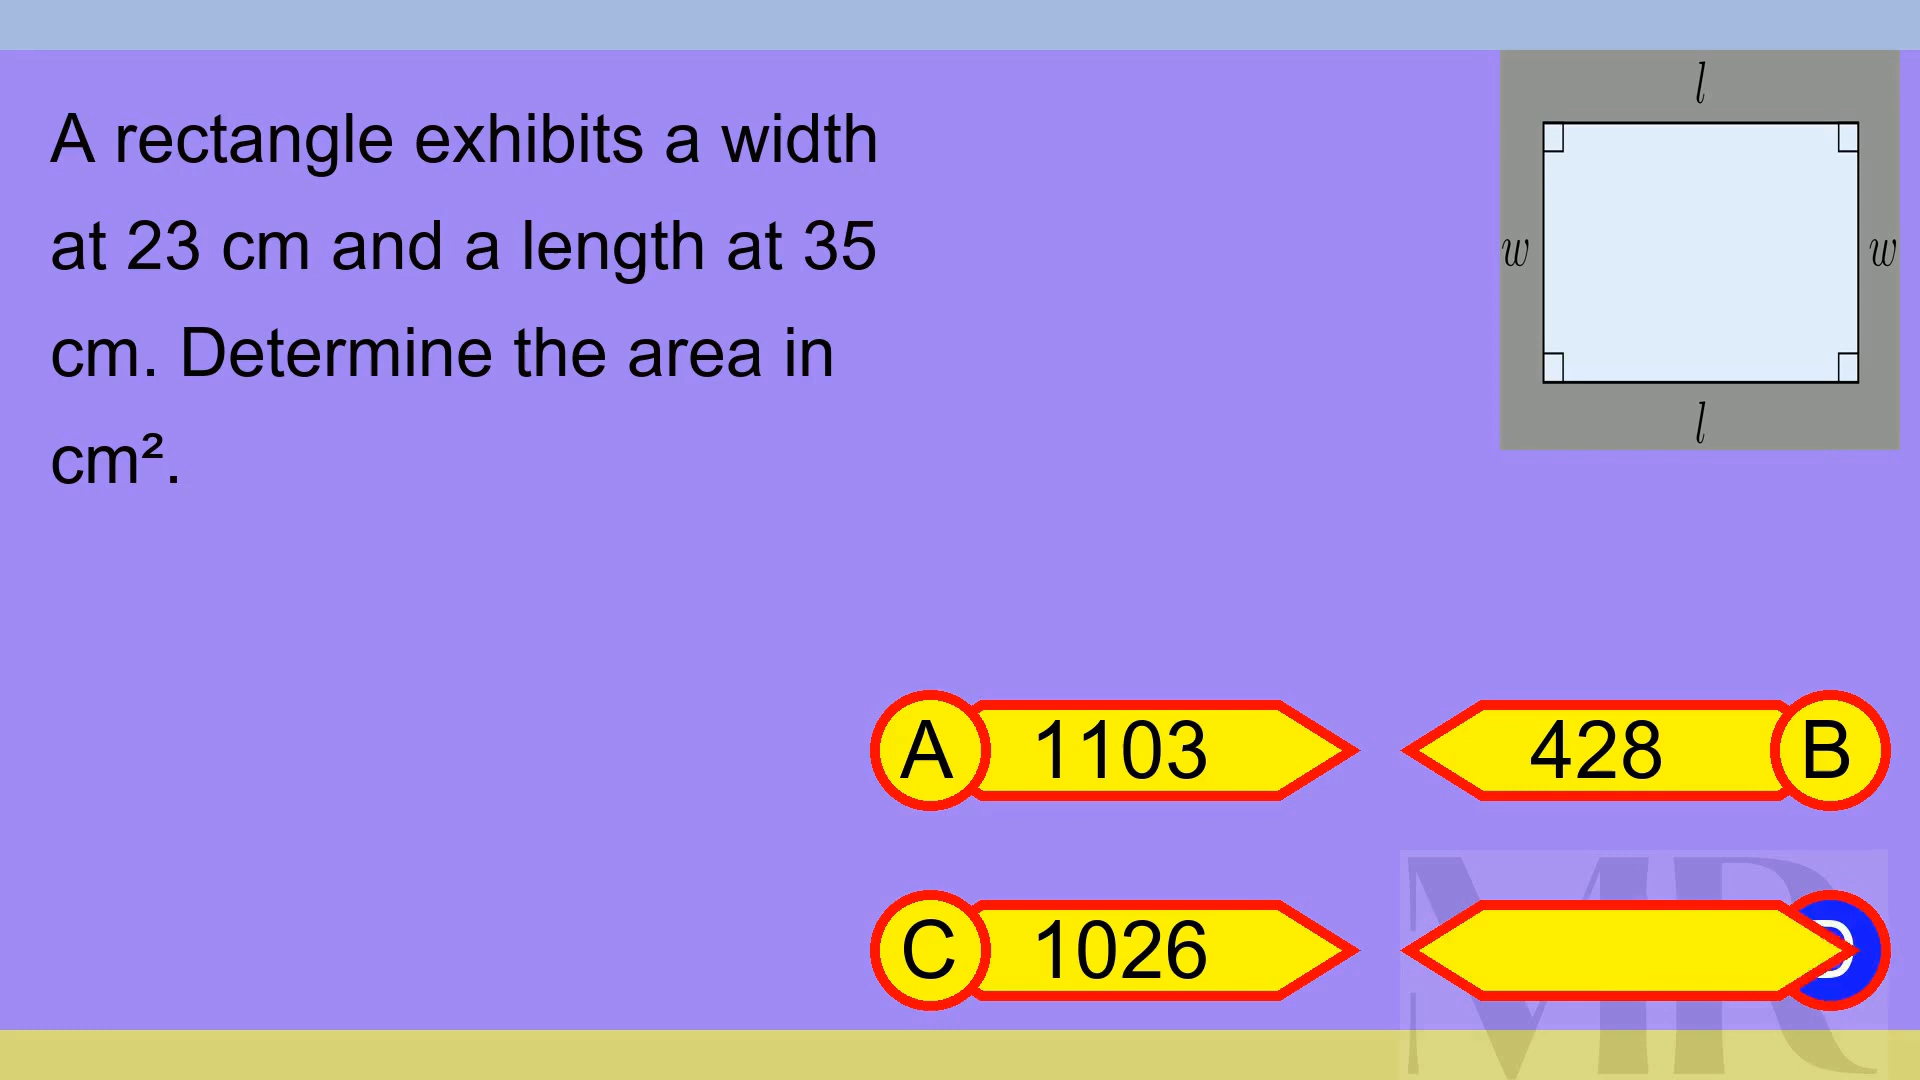 A rectangle exhibits a width
at 23 cm and a length at 35
cm. Determine the area in
cm².
l
w
w
l
A 1103
428 B
C 1026
D
MR